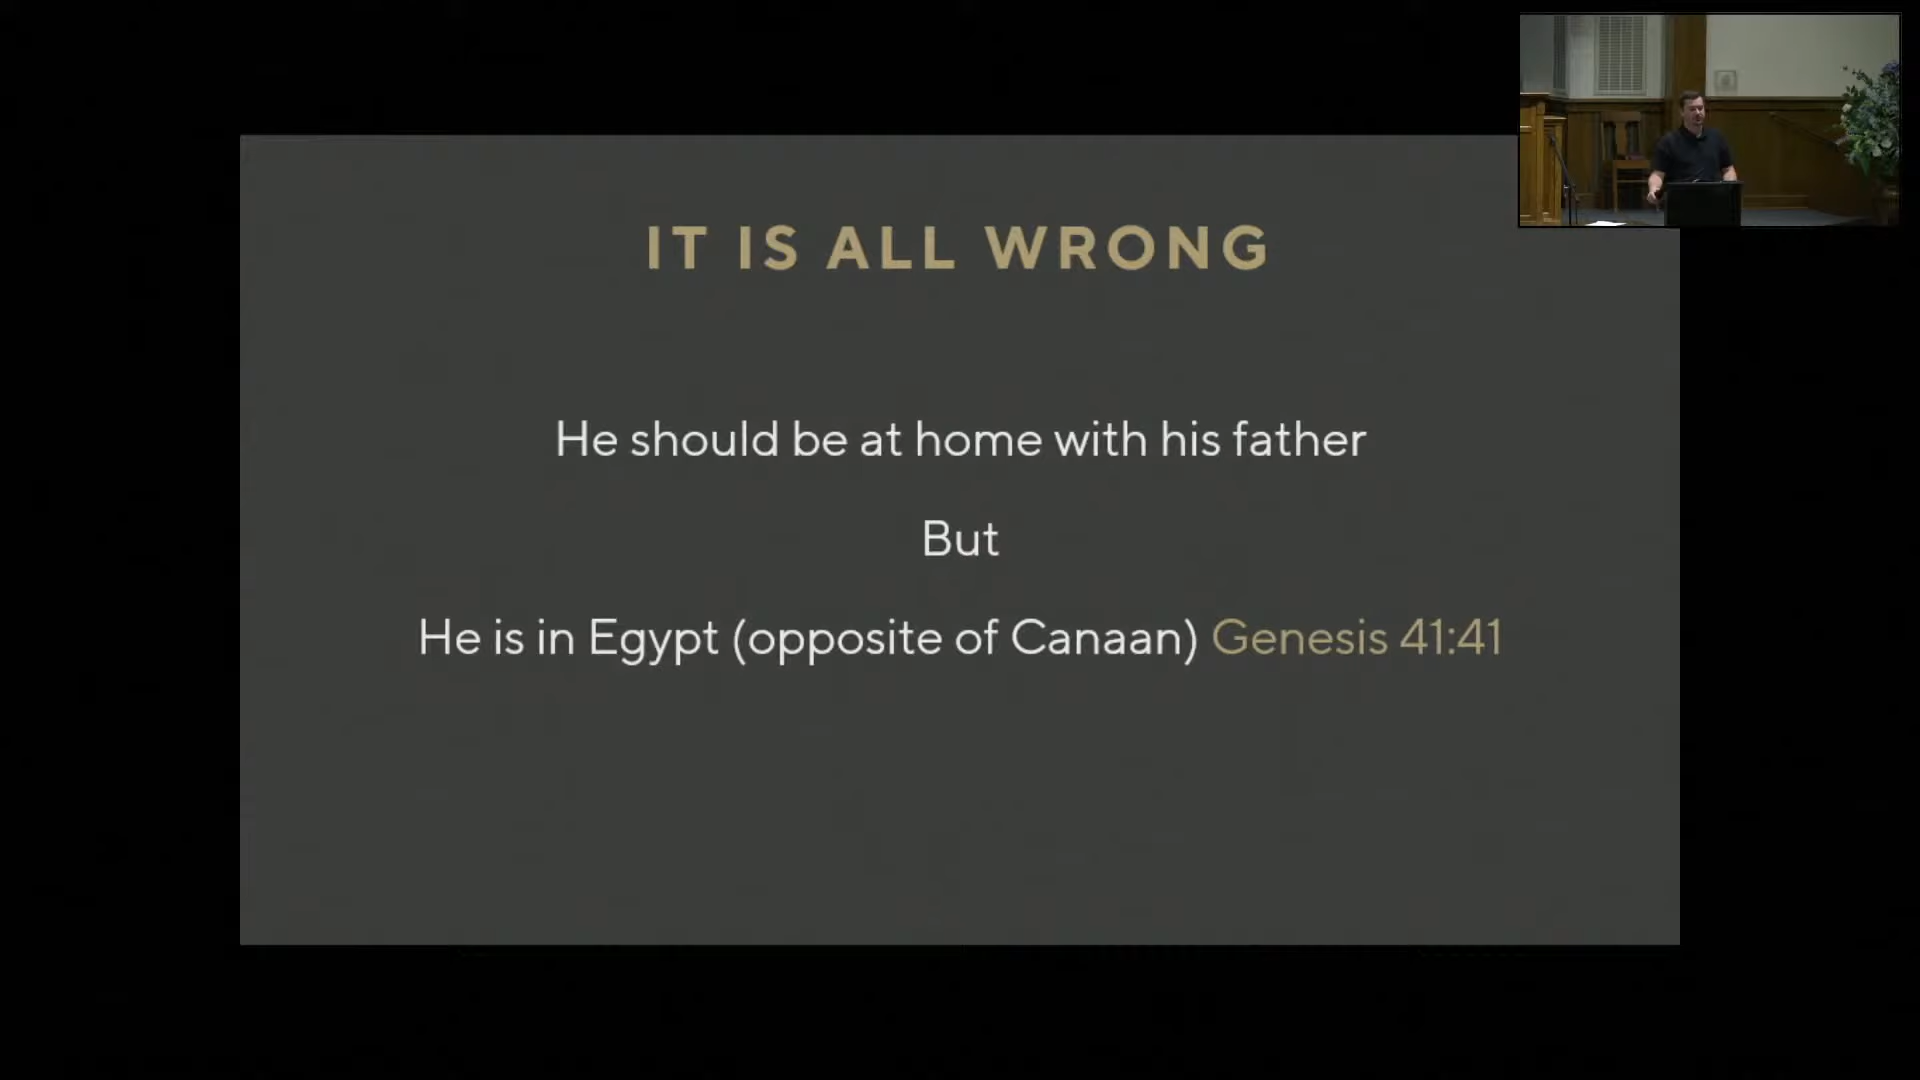 IT IS ALL WRONG
He should be at home with his father
But
He is in Egypt (opposite of Canaan) Genesis 41:41